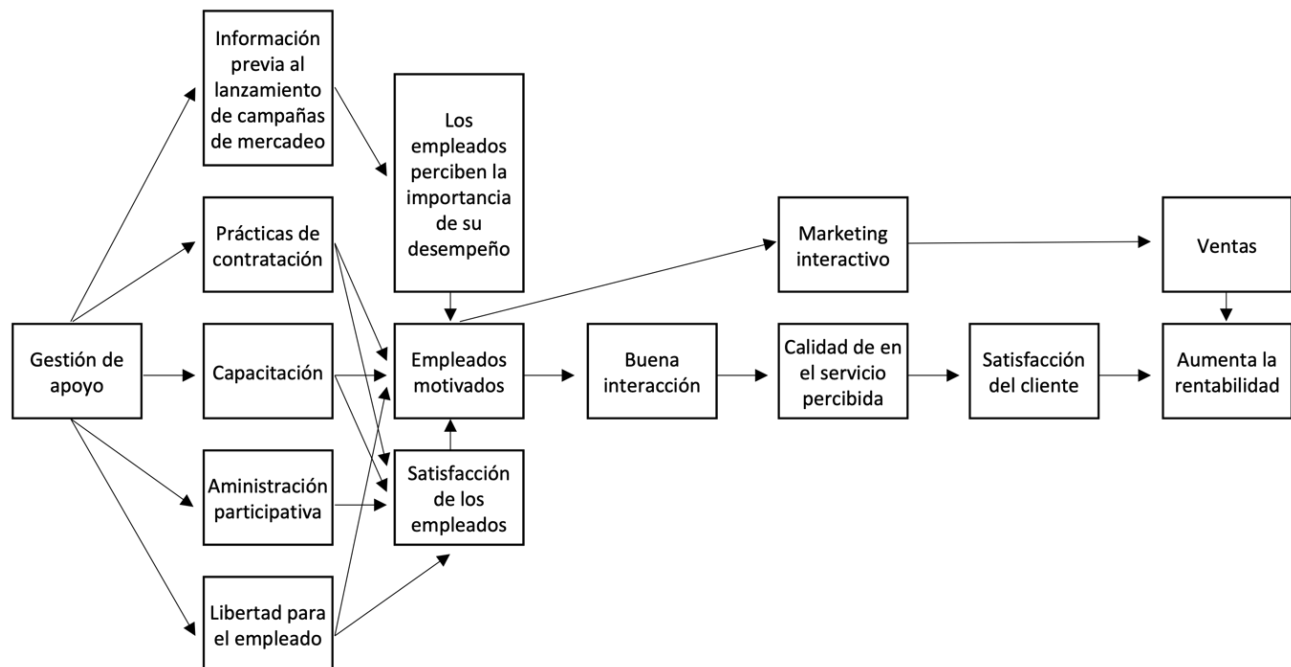 Información
previa al
lanzamiento
de campañas
de mercadeo
Los
empleados
perciben la
importancia
de su
desempeño
Prácticas de
contratación
Marketing
interactivo
Ventas
Gestión de
apoyo
Capacitación
Empleados
motivados
Buena
interacción
Calidad de en
el servicio
percibida
Satisfacción
del cliente
Aumenta la
rentabilidad
Aministración
participativa
Satisfacción
de los
empleados
Libertad para
el empleado